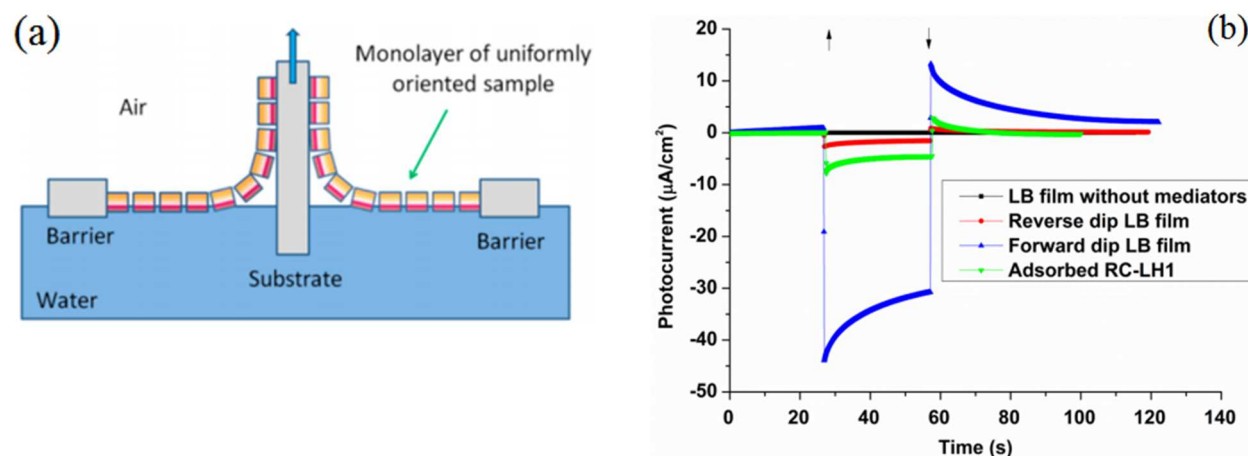 (a)
Monolayer of uniformly
oriented sample
Air
Barrier
Barrier
Substrate
Water
(b)
Photocurrent (μA/cm²)
20
10
0
-10
-20
-30
-40
-50
LB film without mediators
Reverse dip LB film
Forward dip LB film
Adsorbed RC-LH1
0
20
40
60
80
100
120
140
Time (s)